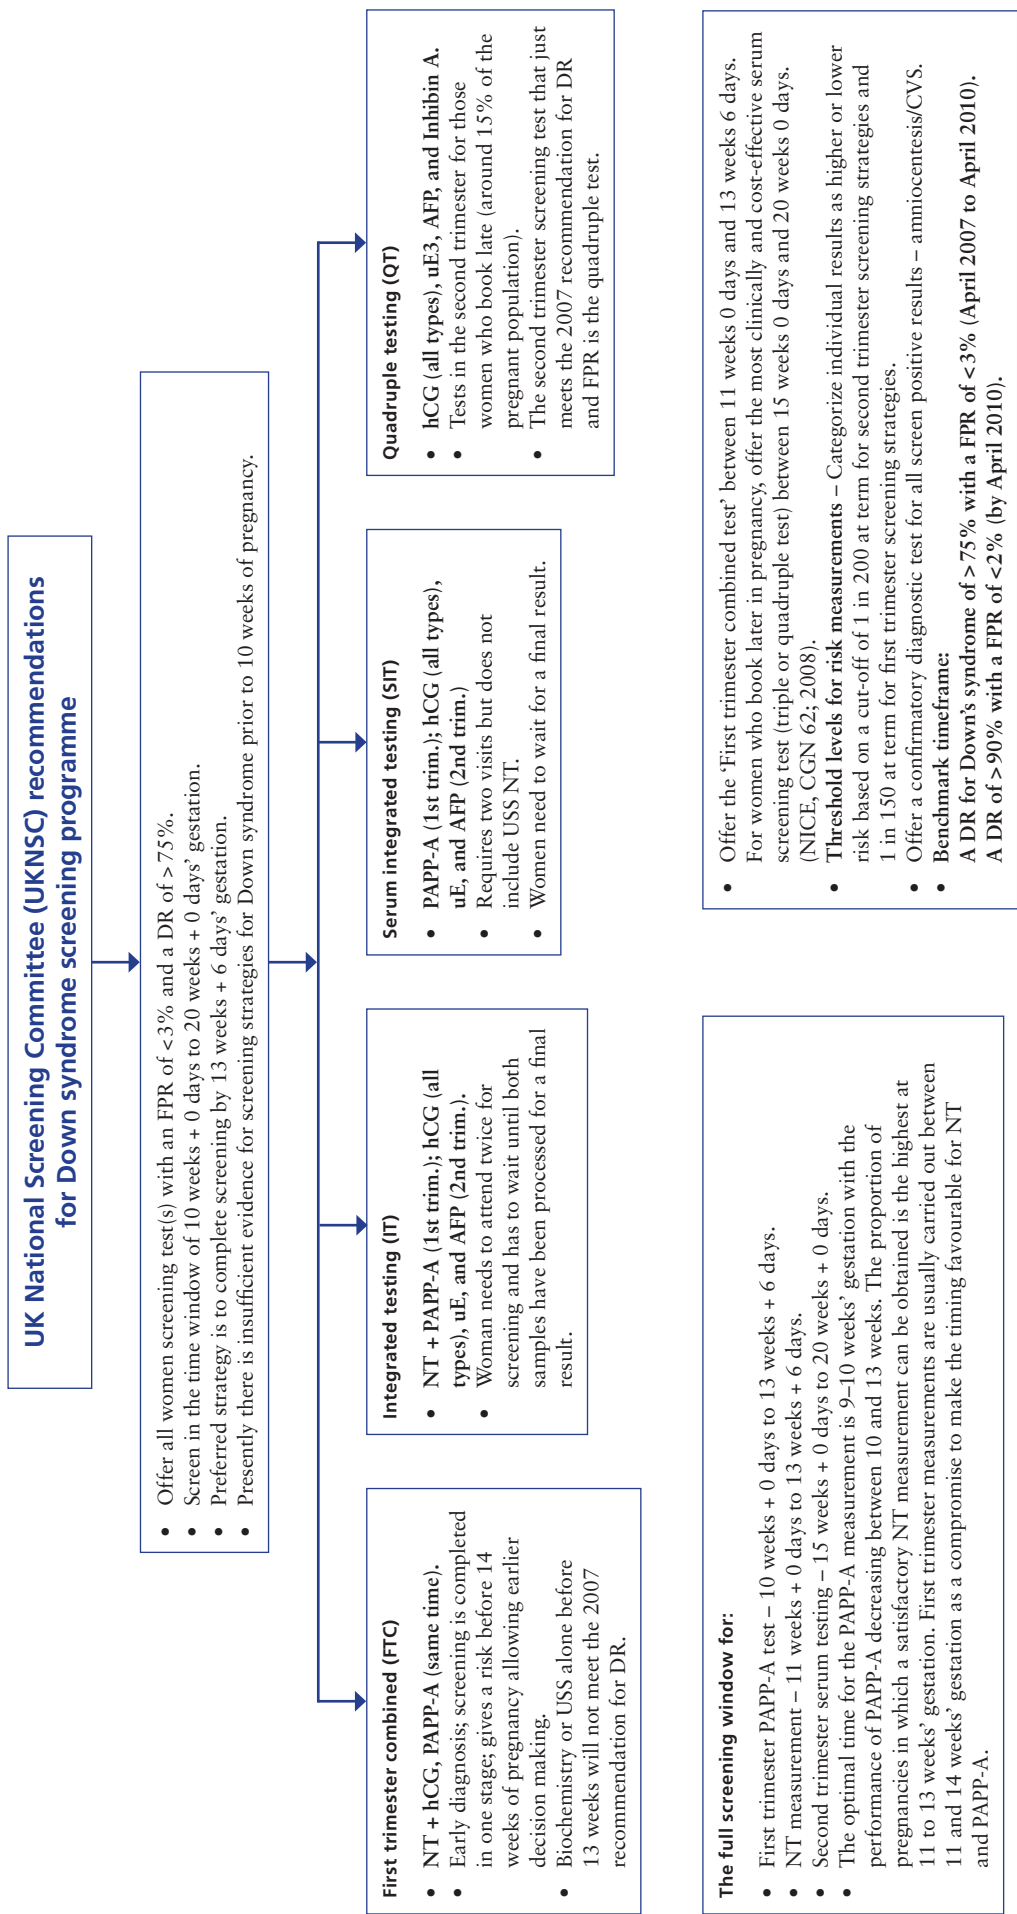 UK National Screening Committee (UKNSC) recommendations
for Down syndrome screening programme
• Offer all women screening test(s) with an FPR of <3% and a DR of >75%.
• Screen in the time window of 10 weeks + 0 days to 20 weeks + 0 days' gestation.
• Preferred strategy is to complete screening by 13 weeks + 6 days' gestation.
• Presently there is insufficient evidence for screening strategies for Down syndrome prior to 10 weeks of pregnancy.
First trimester combined (FTC)
• NT + hCG, PAPP-A (same time).
• Early diagnosis; screening is completed
in one stage; gives a risk before 14
weeks of pregnancy allowing earlier
decision making.
• Biochemistry or USS alone before
13 weeks will not meet the 2007
recommendation for DR.
Integrated testing (IT)
• NT + PAPP-A (1st trim.); hCG (all
types), uE, and AFP (2nd trim.).
• Woman needs to attend twice for
screening and has to wait until both
samples have been processed for a final
result.
Serum integrated testing (SIT)
• PAPP-A (1st trim.); hCG (all types),
uE, and AFP (2nd trim.)
• Requires two visits but does not
include USS NT.
• Women need to wait for a final result.
Quadruple testing (QT)
• hCG (all types), uE3, AFP, and Inhibin A.
• Tests in the second trimester for those
women who book late (around 15% of the
pregnant population).
• The second trimester screening test that just
meets the 2007 recommendation for DR
and FPR is the quadruple test.
The full screening window for:
• First trimester PAPP-A test – 10 weeks + 0 days to 13 weeks + 6 days.
• NT measurement – 11 weeks + 0 days to 13 weeks + 6 days.
• Second trimester serum testing – 15 weeks + 0 days to 20 weeks + 0 days.
• The optimal time for the PAPP-A measurement is 9–10 weeks' gestation with the
performance of PAPP-A decreasing between 10 and 13 weeks. The proportion of
pregnancies in which a satisfactory NT measurement can be obtained is the highest at
11 to 13 weeks' gestation. First trimester measurements are usually carried out between
11 and 14 weeks' gestation as a compromise to make the timing favourable for NT
and PAPP-A.
• Offer the 'First trimester combined test' between 11 weeks 0 days and 13 weeks 6 days.
For women who book later in pregnancy, offer the most clinically and cost-effective serum
screening test (triple or quadruple test) between 15 weeks 0 days and 20 weeks 0 days.
(NICE, CGN 62; 2008).
• Threshold levels for risk measurements – Categorize individual results as higher or lower
risk based on a cut-off of 1 in 200 at term for second trimester screening strategies and
1 in 150 at term for first trimester screening strategies.
• Offer a confirmatory diagnostic test for all screen positive results – amniocentesis/CVS.
• Benchmark timeframe:
A DR for Down's syndrome of >75% with a FPR of <3% (April 2007 to April 2010).
A DR of >90% with a FPR of <2% (by April 2010).